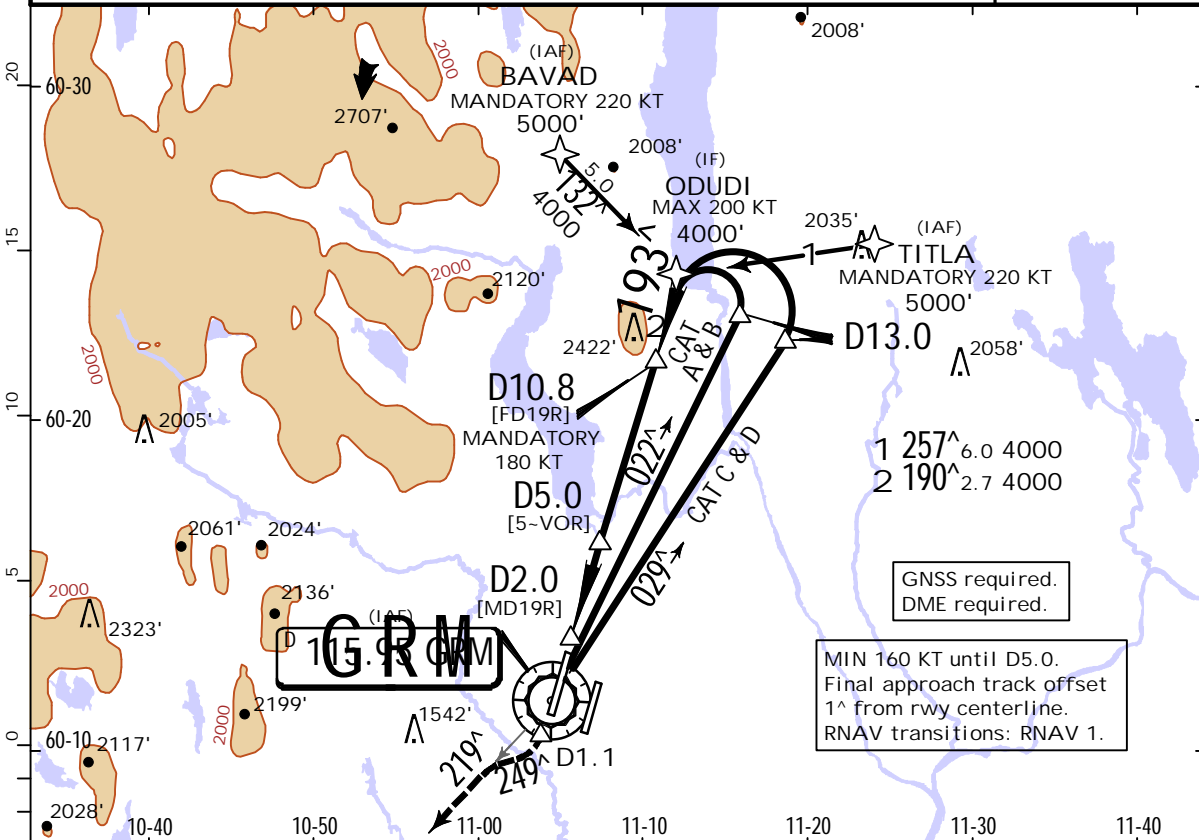 2008'
20
60-30
2000
(IAF)
BAVAD
MANDATORY 220 KT
5000'
2707'
2008'
5.0
132^
4000
(IF)
ODUDI
MAX 200 KT
4000'
2035'
(IAF)
TITLA
MANDATORY 220 KT
5000'
1
15
193^
2000
2120'
2
2422'
CAT
A & B
D13.0
2058'
2000
D10.8
[FD19R]
MANDATORY
180 KT
10
60-20
2005'
022^
CAT C & D
1 257^ 6.0 4000
2 190^ 2.7 4000
D5.0
[5~VOR]
2061'
2024'
029^
5
2000
2323'
2136'
D2.0
[MD19R]
GNSS required.
DME required.
(IAF)
GRM
D 115.95 GRM
MIN 160 KT until D5.0.
Final approach track offset
1^ from rwy centerline.
RNAV transitions: RNAV 1.
2199'
2000
1542'
0
60-10
2117'
D1.1
219^
249^
2028'
10-40
10-50
11-00
11-10
11-20
11-30
11-40